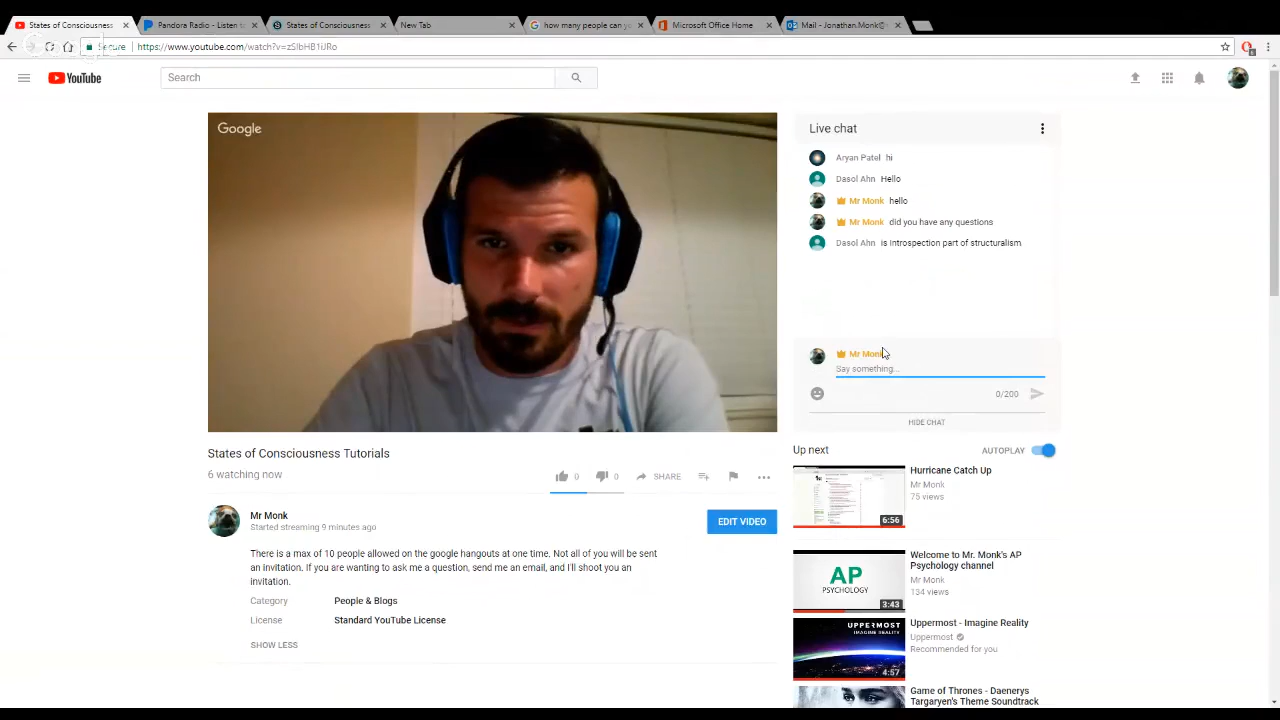 States of Consciousness
Pandora Radio - Listen t
States of Consciousness
New Tab
how many people can y
Microsoft Office Home
Mail - Jonathan.Monk@
Secure
YouTube
Search
Google
Live chat
Aryan Patel hi
Dasol Ahn Hello
Mr Monk hello
Mr Monk did you have any questions
Dasol Ahn is Introspection part of structuralism
Mr Monk
Say something...
0/200
HIDE CHAT
States of Consciousness Tutorials
6 watching now
0
0
SHARE
Mr Monk
Started streaming 9 minutes ago
EDIT VIDEO
There is a max of 10 people allowed on the google hangouts at one time. Not all of you will be sent
an invitation. If you are wanting to ask me a question, send me an email, and I'll shoot you an
invitation.
Category People & Blogs
License Standard YouTube License
SHOW LESS
Up next
AUTOPLAY
Hurricane Catch Up
Mr Monk
75 views
6:56
Welcome to Mr. Monk's AP
Psychology channel
Mr Monk
134 views
AP
PSYCHOLOGY
3:43
Uppermost - Imagine Reality
Uppermost
Recommended for you
UPPERMOST
IMAGINE REALITY
4:57
Game of Thrones - Daenerys
Targaryen's Theme Soundtrack